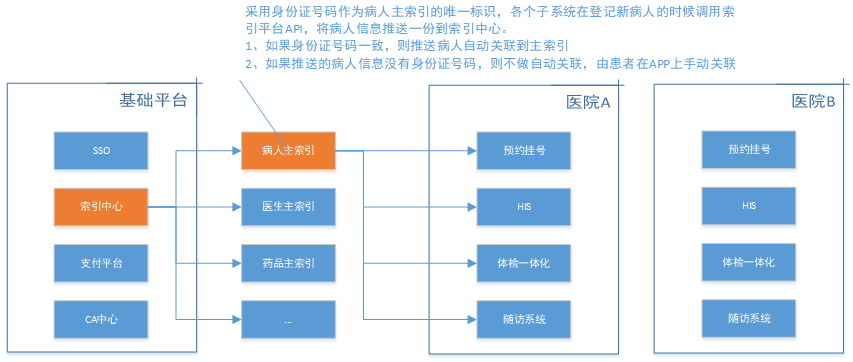 采用身份证号码作为病人主索引的唯一标识，各个子系统在登记新病人的时候调用索
引平台API，将病人信息推送一份到索引中心。
1、如果身份证号码一致，则推送病人自动关联到主索引
2、如果推送的病人信息没有身份证号码，则不做自动关联，由患者在APP上手动关联
基础平台
SSO
索引中心
支付平台
CA中心
病人主索引
医生主索引
药品主索引
...
医院A
预约挂号
HIS
体检一体化
随访系统
医院B
预约挂号
HIS
体检一体化
随访系统